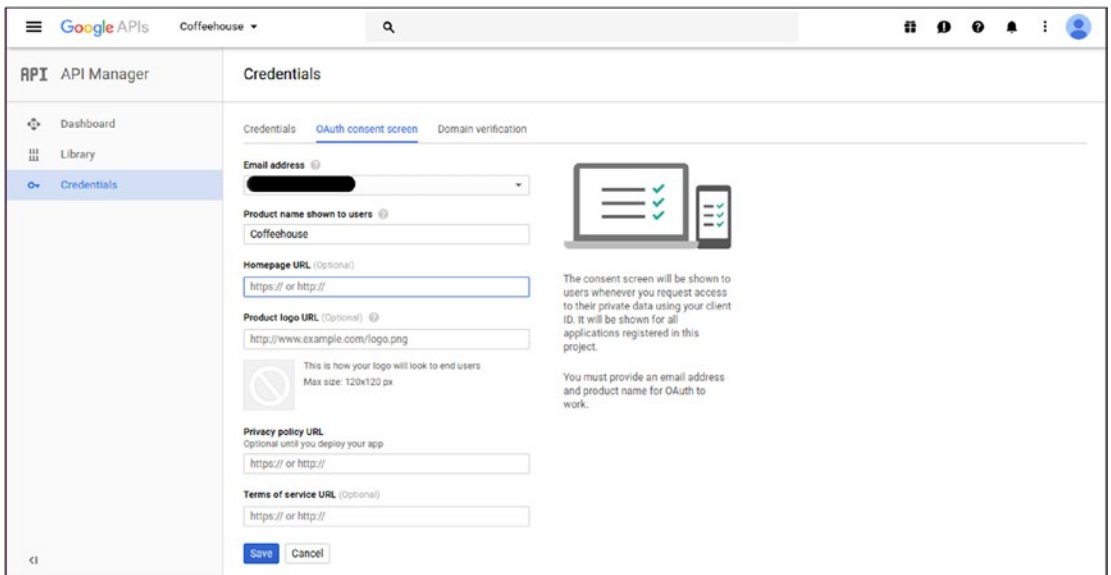 Google APIs Coffeehouse
API API Manager
Credentials
Dashboard
Library
Credentials
Credentials OAuth consent screen Domain verification
Email address
Product name shown to users
Coffeehouse
Homepage URL (Optional)
https:// or http://
Product logo URL (Optional)
http://www.example.com/logo.png
This is how your logo will look to end users
Max size: 120x120 px
Privacy policy URL
Optional until you deploy your app
https:// or http://
Terms of service URL (Optional)
https:// or http://
Save Cancel
The consent screen will be shown to
users whenever you request access
to their private data using your client
ID. It will be shown for all
applications registered in this
project.
You must provide an email address
and product name for OAuth to
work.